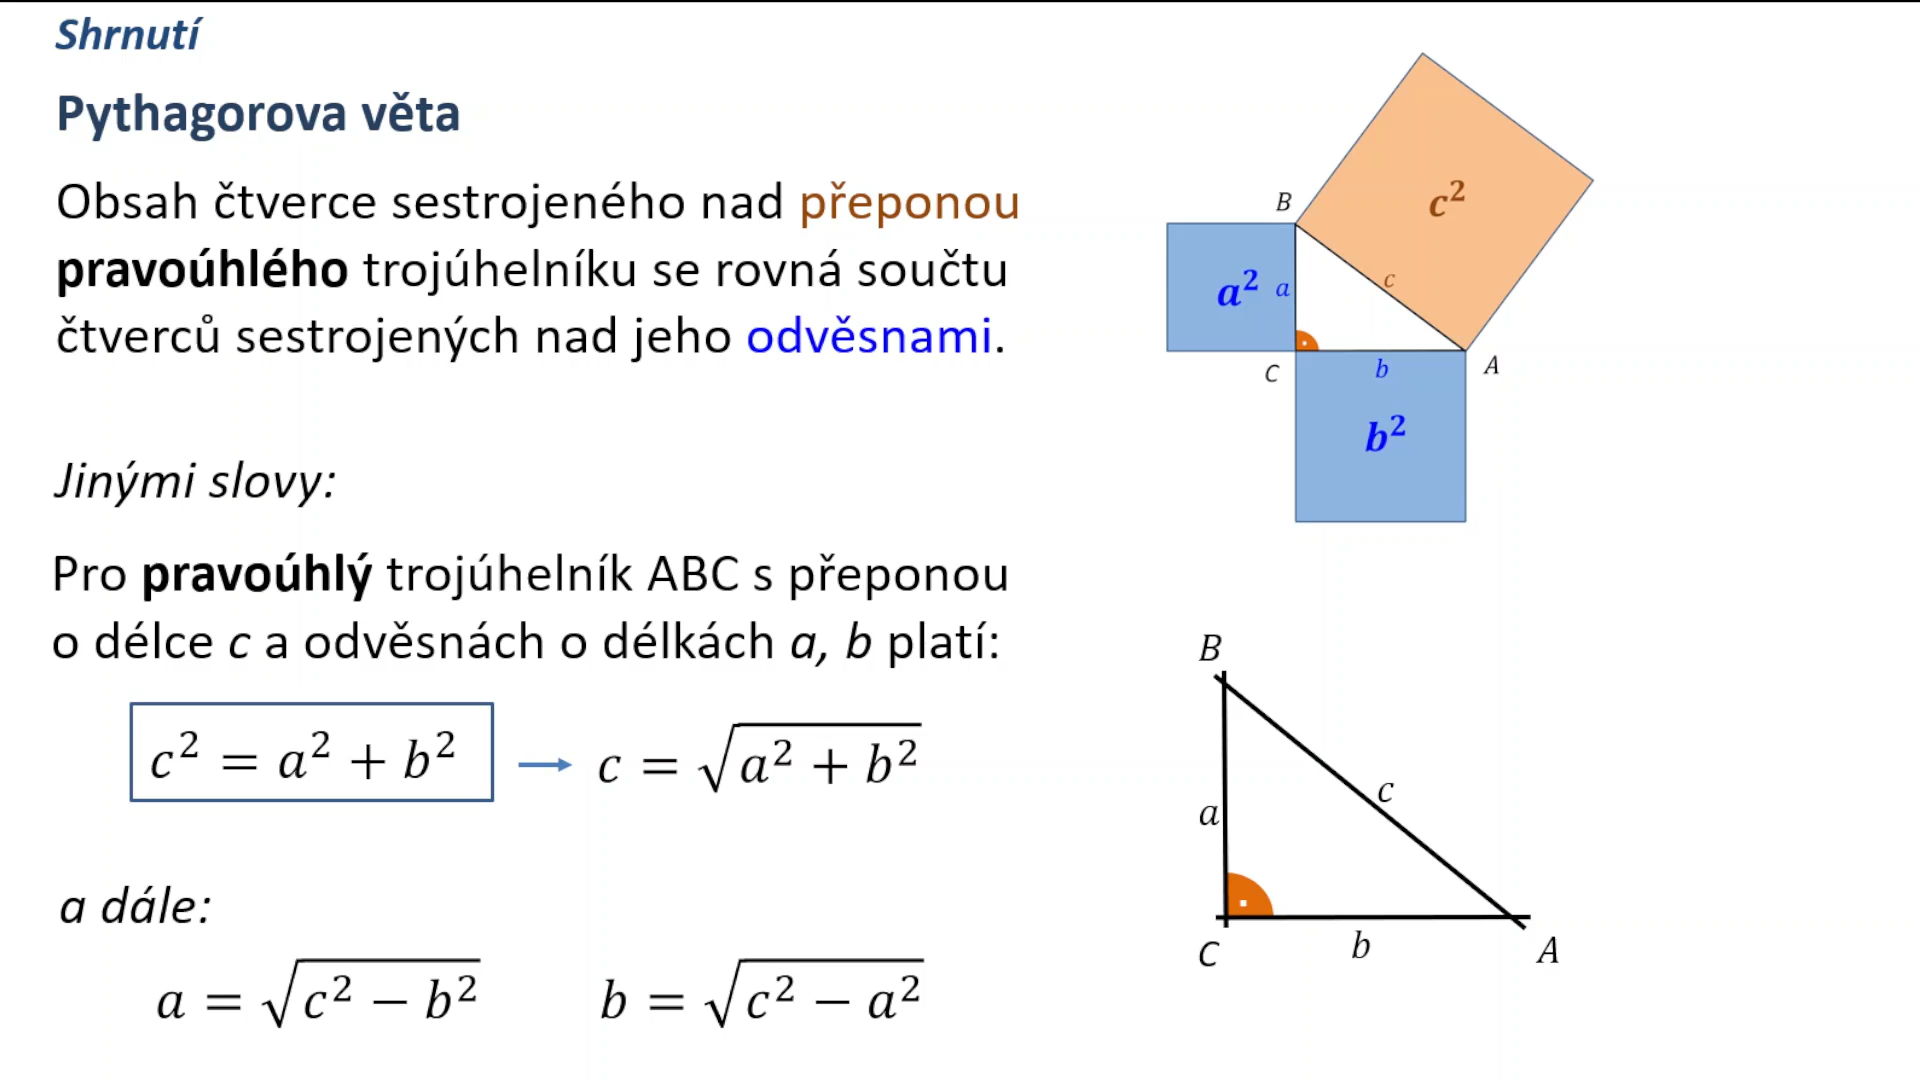 Shrnutí
Pythagorova věta
Obsah čtverce sestrojeného nad přeponou
pravoúhlého trojúhelníku se rovná součtu
čtverců sestrojených nad jeho odvěsnami.
Jinými slovy:
Pro pravoúhlý trojúhelník ABC s přeponou
o délce c a odvěsnách o délkách a, b platí:
c² = a² + b² → c = √(a² + b²)
a dále:
a = √(c² − b²) b = √(c² − a²)
c²
B
a² a
c
C
b
A
b²
B
c
a
C
b
A